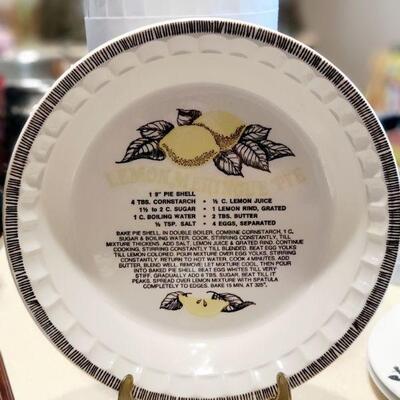 1 9" PIE SHELL
4 TBS. CORNSTARCH • ½ C. LEMON JUICE
1½ to 2 C. SUGAR • 1 LEMON RIND, GRATED
1 C. BOILING WATER • 2 TBS. BUTTER
½ TSP. SALT • 4 EGGS, SEPARATED
BAKE PIE SHELL IN DOUBLE BOILER. COMBINE CORNSTARCH, 1 C.
SUGAR & BOILING WATER. COOK, STIRRING CONSTANTLY, TILL
MIXTURE THICKENS. ADD SALT, LEMON JUICE & GRATED RIND. CONTINUE
COOKING, STIRRING CONSTANTLY TILL BLENDED. BEAT EGG YOLKS
TILL LEMON COLORED. POUR MIXTURE OVER EGG YOLKS. STIRRING
CONSTANTLY. RETURN TO HOT WATER, COOK 4 MINUTES. ADD
BUTTER, BLEND WELL. REMOVE; LET MIXTURE COOL, THEN POUR
INTO BAKED PIE SHELL. BEAT EGG WHITES TILL VERY
STIFF, GRADUALLY ADD 6 TBS. SUGAR, BEAT TILL IT
PEAKS. SPREAD OVER LEMON MIXTURE WITH SPATULA
COMPLETELY TO EDGES. BAKE 15 MIN. AT 325°.